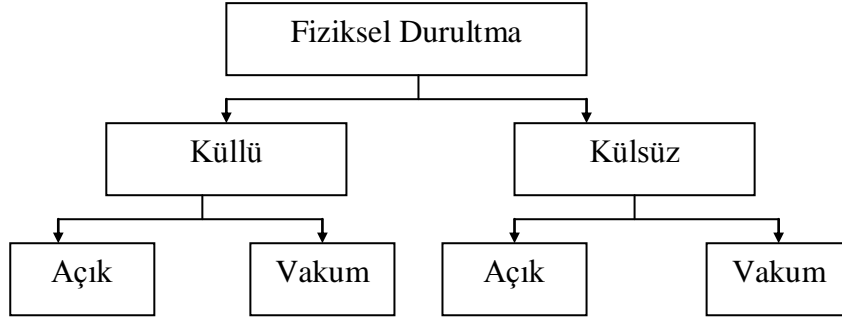 Fiziksel Durultma
Küllü
Külsüz
Açık
Vakum
Açık
Vakum